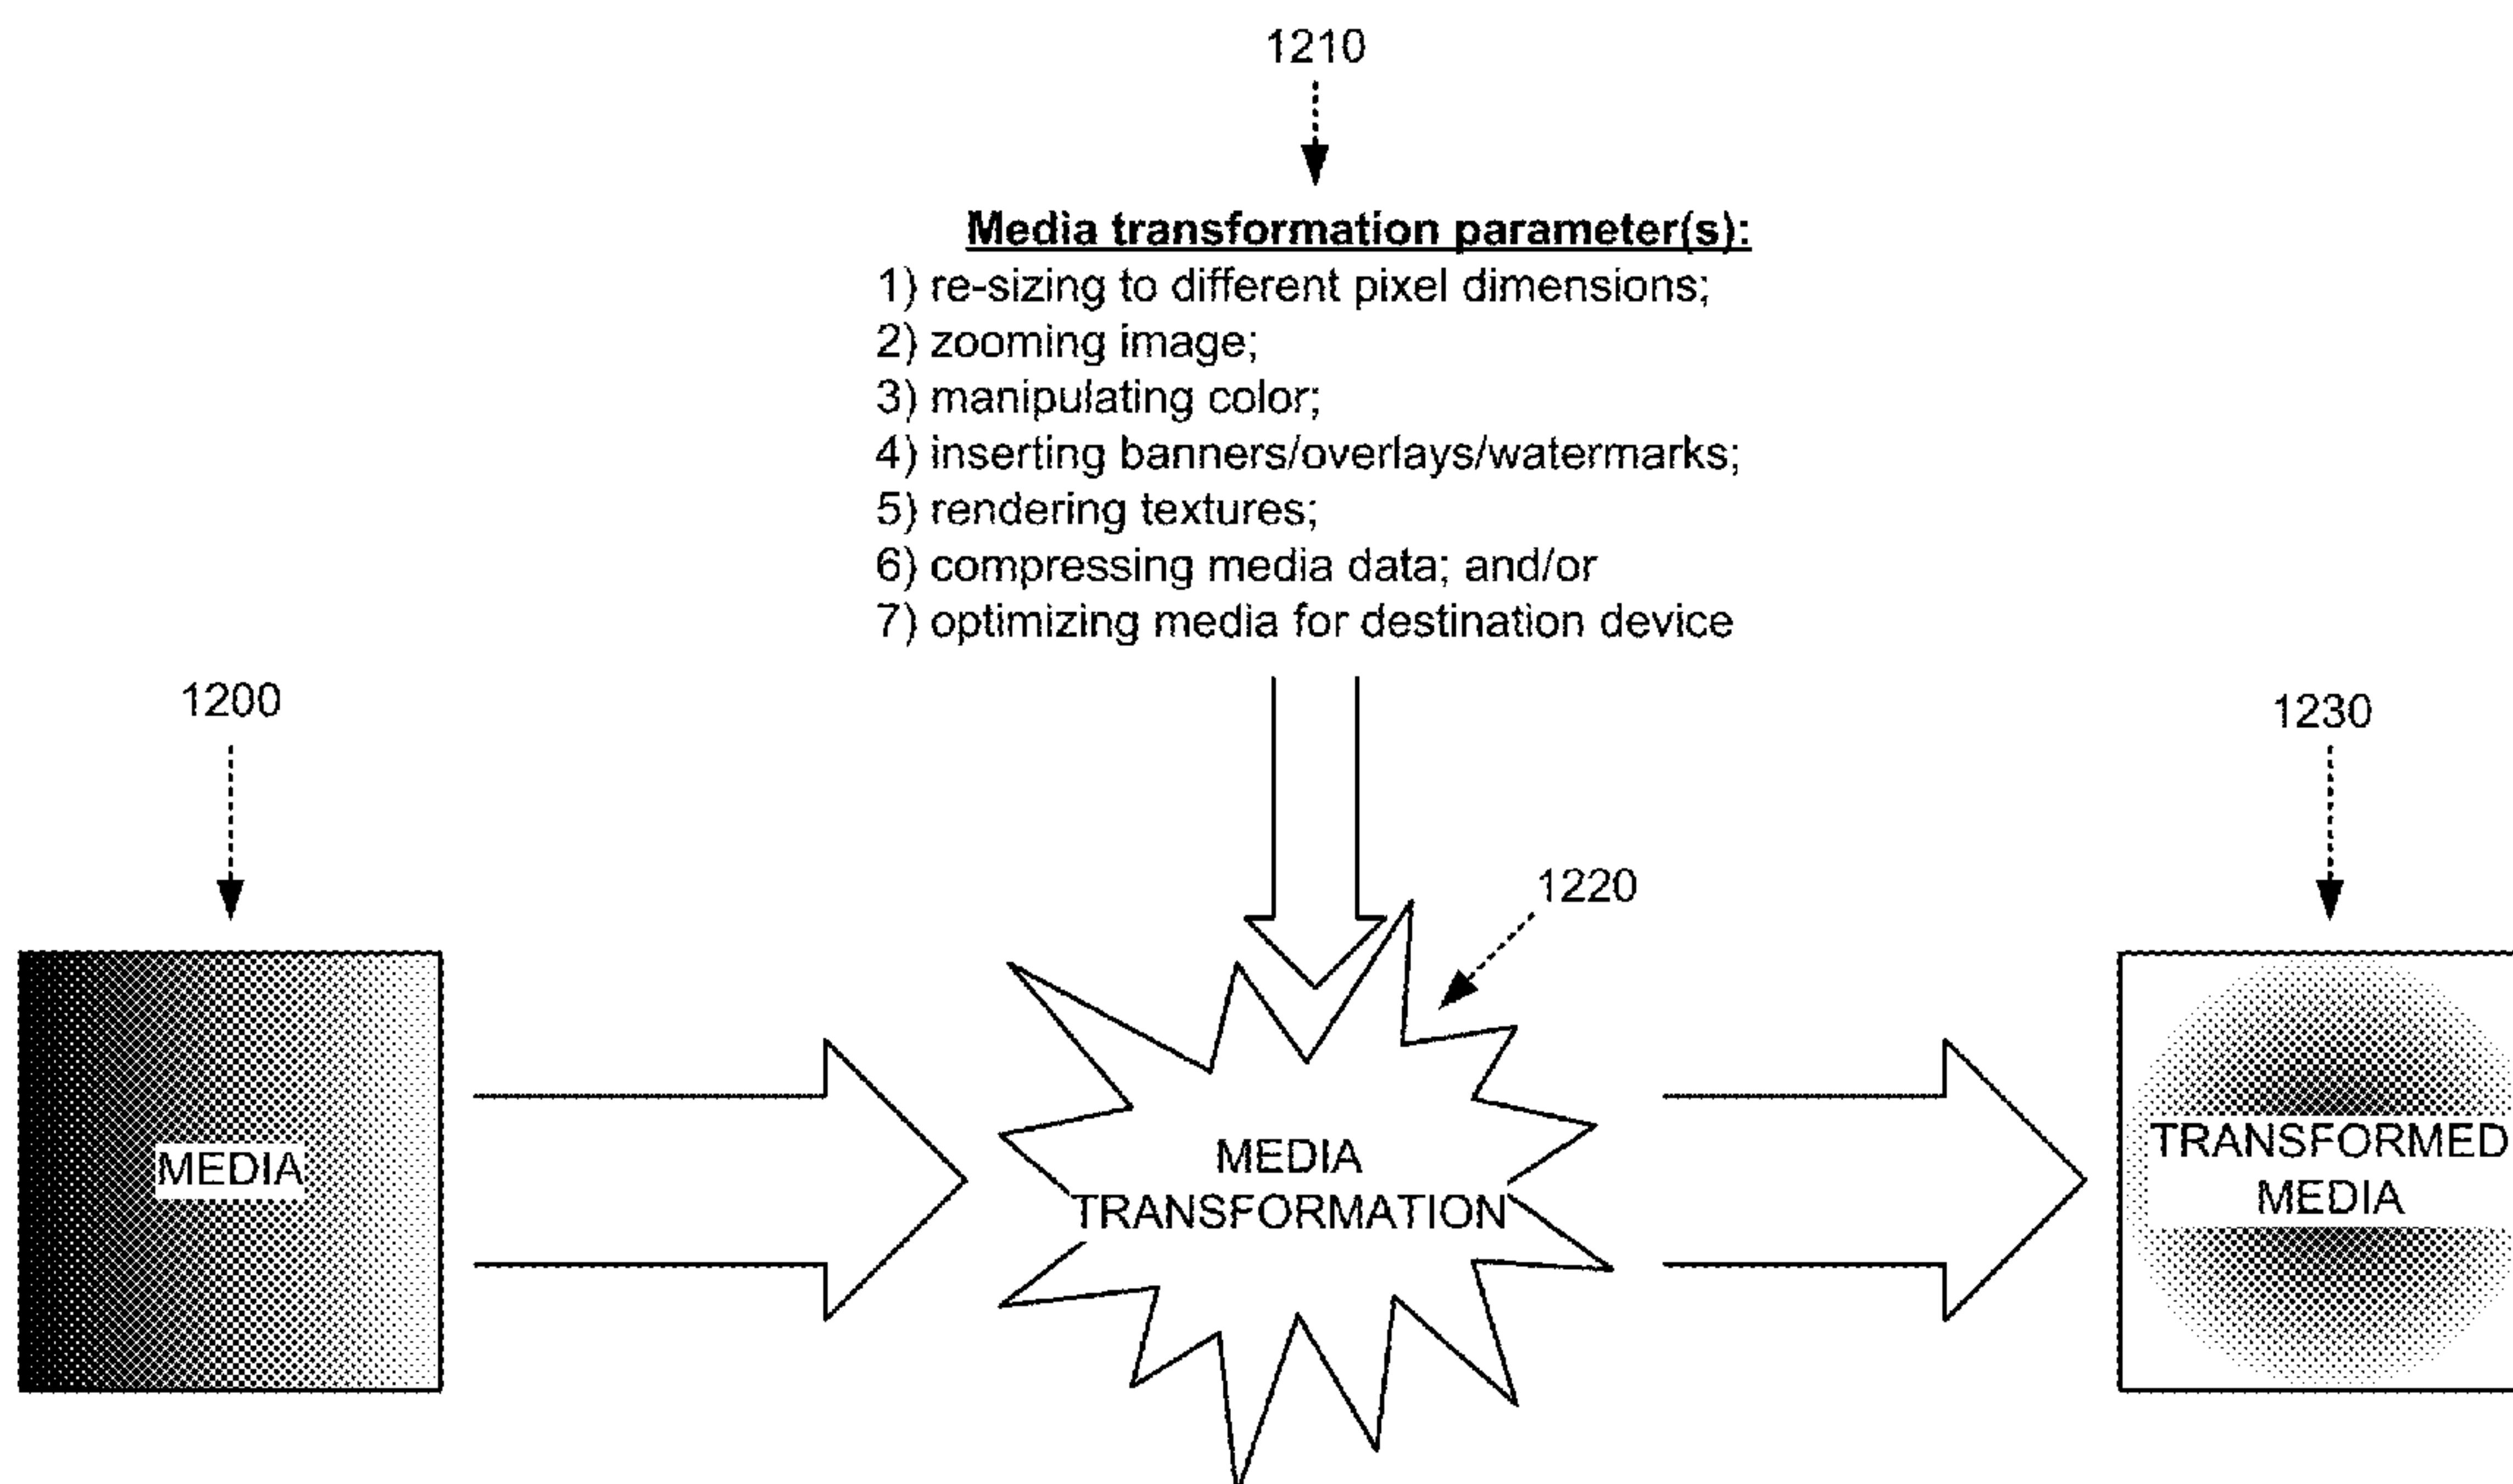 1210
Media transformation parameter(s):
1) re-sizing to different pixel dimensions;
2) zooming image;
3) manipulating color;
4) inserting banners/overlays/watermarks;
5) rendering textures;
6) compressing media data; and/or
7) optimizing media for destination device
1200
1230
1220
MEDIA
MEDIA
TRANSFORMATION
TRANSFORMED
MEDIA